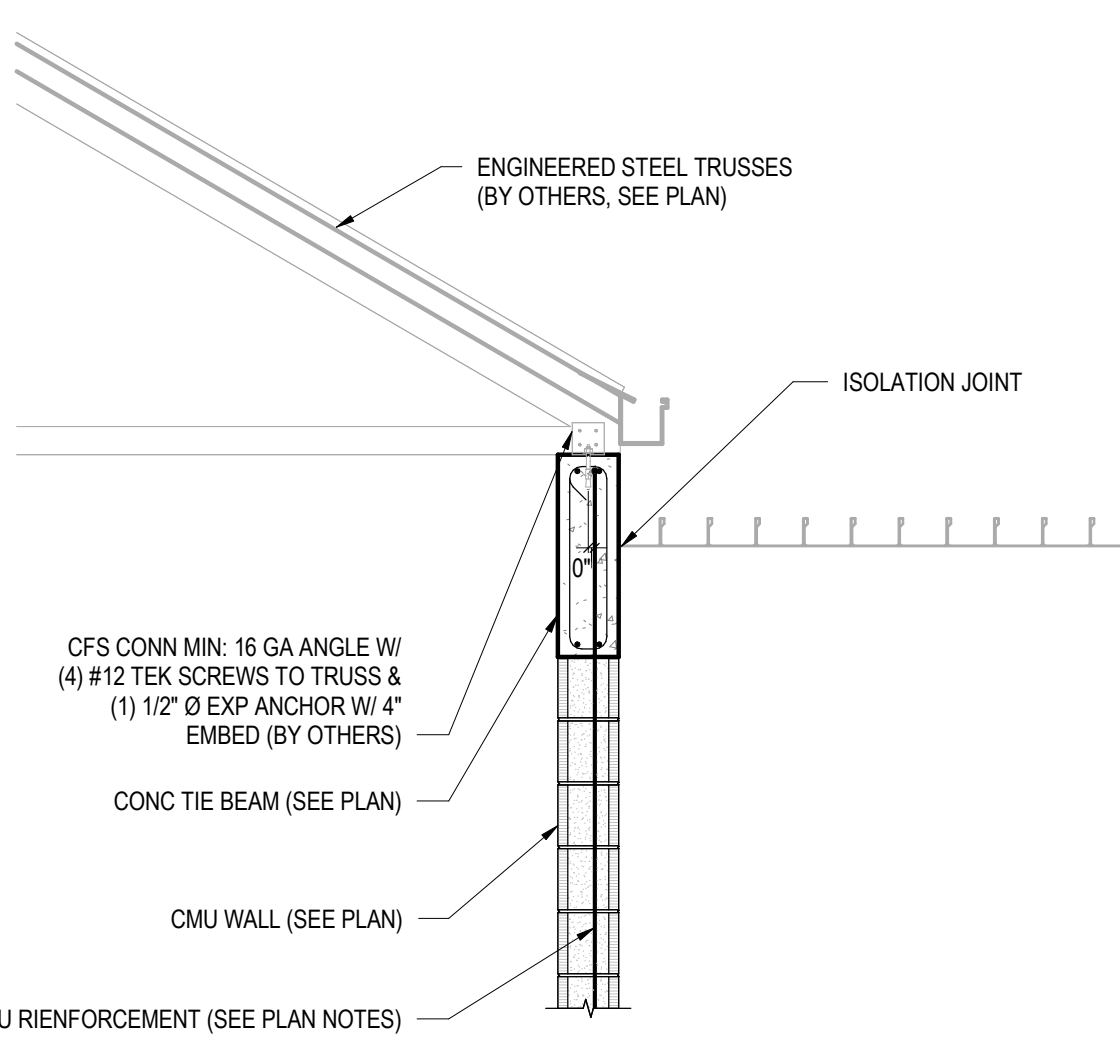 ENGINEERED STEEL TRUSSES
(BY OTHERS, SEE PLAN)
ISOLATION JOINT
0"
CFS CONN MIN: 16 GA ANGLE W/
(4) #12 TEK SCREWS TO TRUSS &
(1) 1/2" Ø EXP ANCHOR W/ 4"
EMBED (BY OTHERS)
CONC TIE BEAM (SEE PLAN)
CMU WALL (SEE PLAN)
U RIENFORCEMENT (SEE PLAN NOTES)